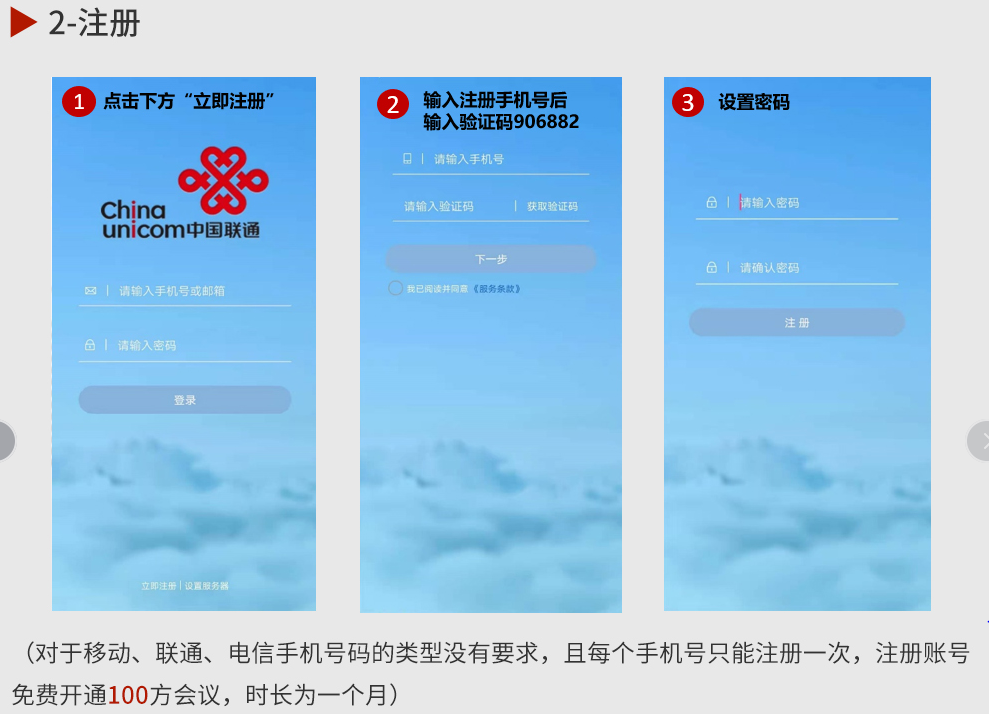 2-注册
1 点击下方“立即注册”
China
unicom中国联通
请输入手机号或邮箱
请输入密码
登录
立即注册 | 设置服务器
2 输入注册手机号后
输入验证码906882
请输入手机号
请输入验证码 | 获取验证码
下一步
我已阅读并同意《服务条款》
3 设置密码
请输入密码
请确认密码
注 册
（对于移动、联通、电信手机号码的类型没有要求，且每个手机号只能注册一次，注册账号
免费开通100方会议，时长为一个月）